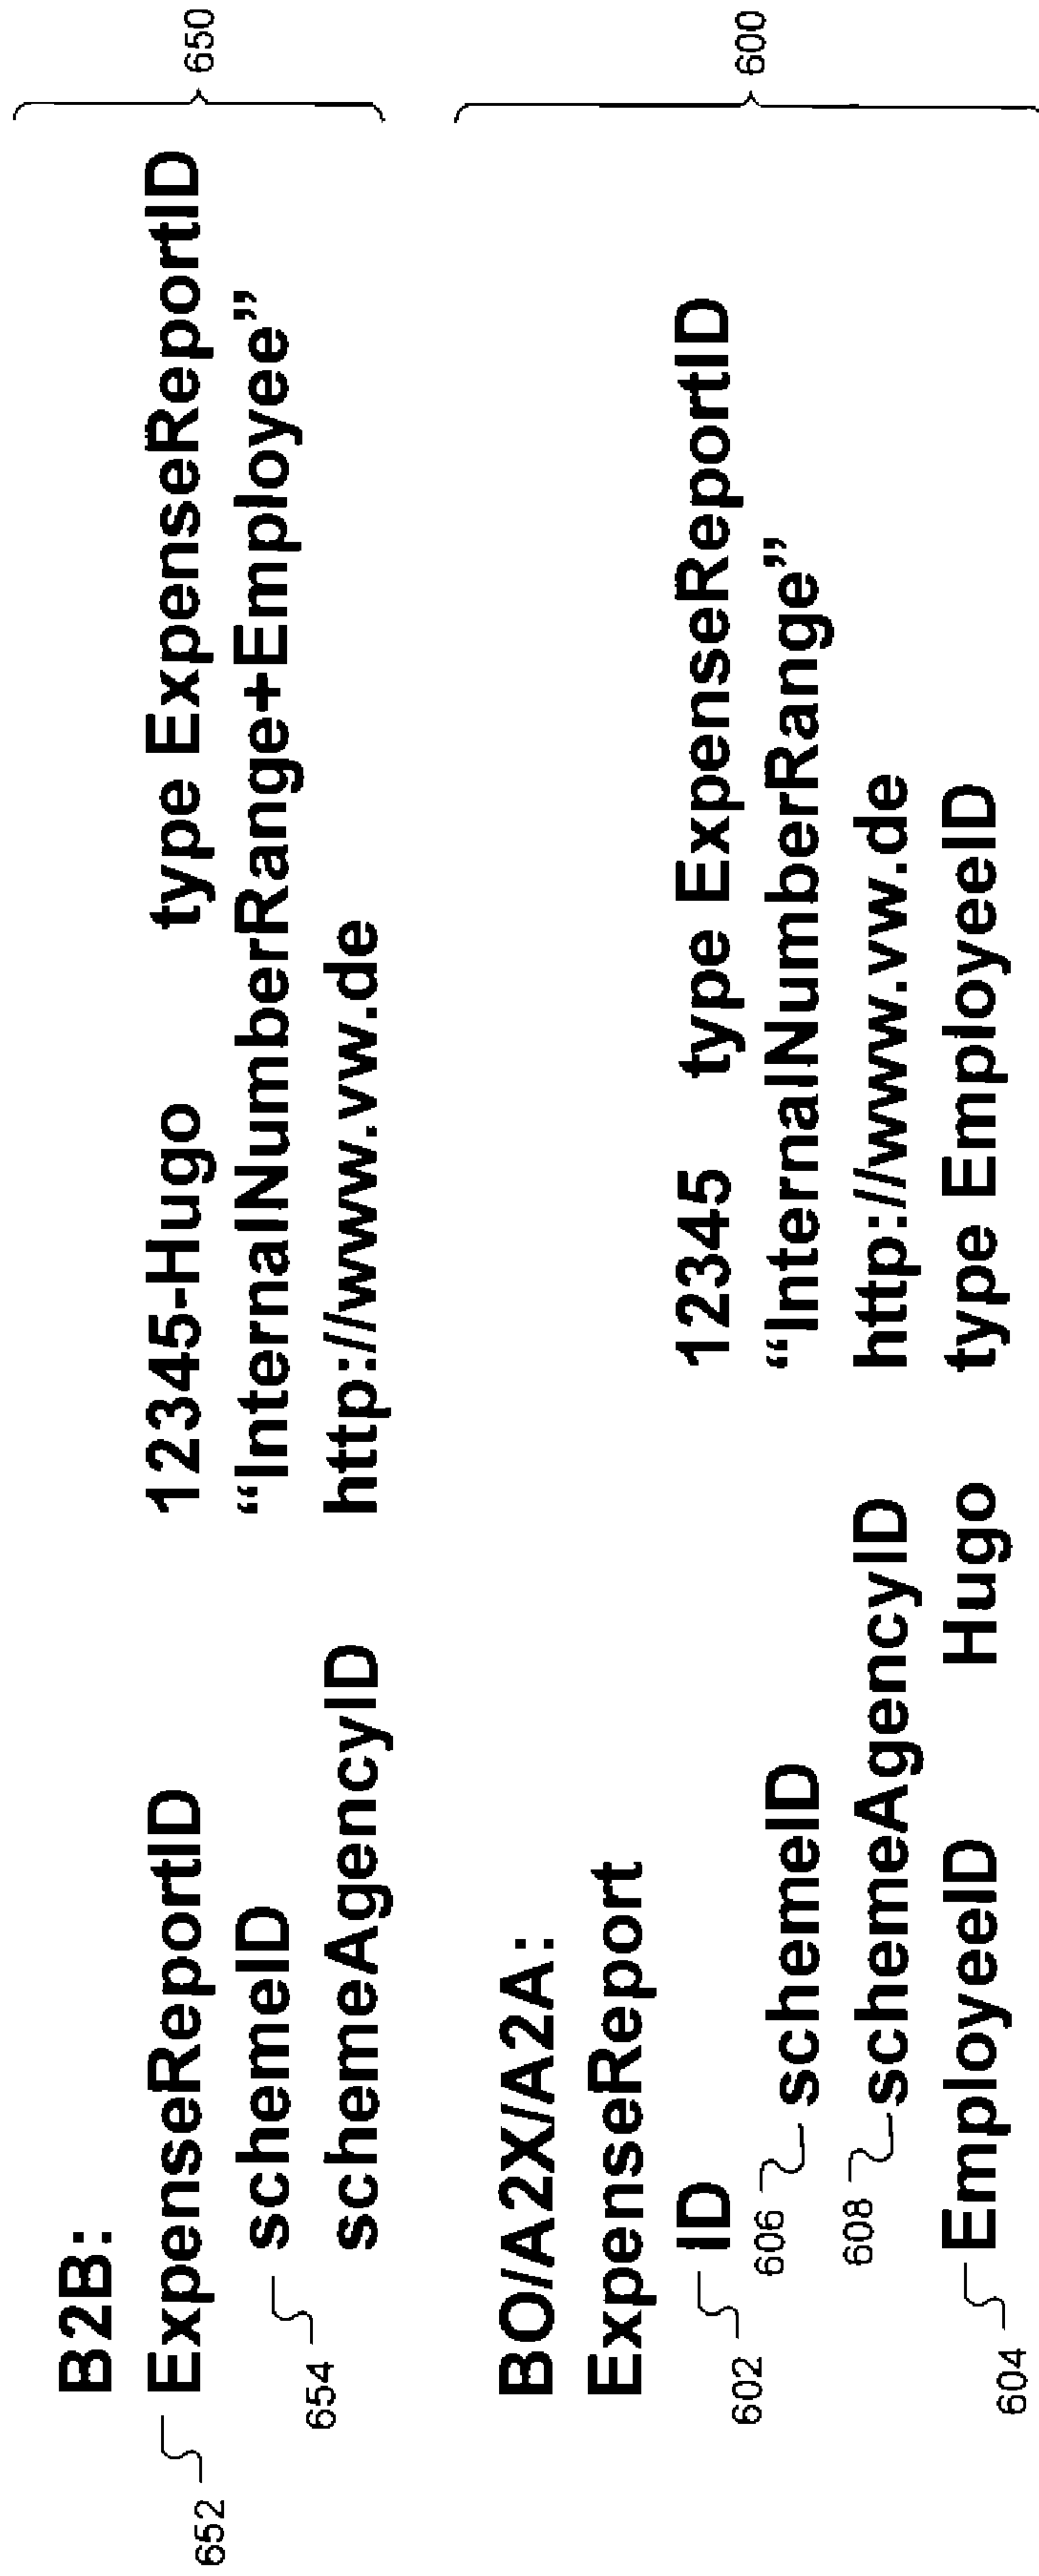 B2B:
652 ExpenseReportID 12345-Hugo type ExpenseReportID
654 schemeID “InternalNumberRange+Employee”
schemeAgencyID http://www.vw.de
650
BO/A2X/A2A:
ExpenseReport
602 ID 12345 type ExpenseReportID
606 schemeID “InternalNumberRange”
608 schemeAgencyID http://www.vw.de
604 EmployeeID Hugo type EmployeeID
600